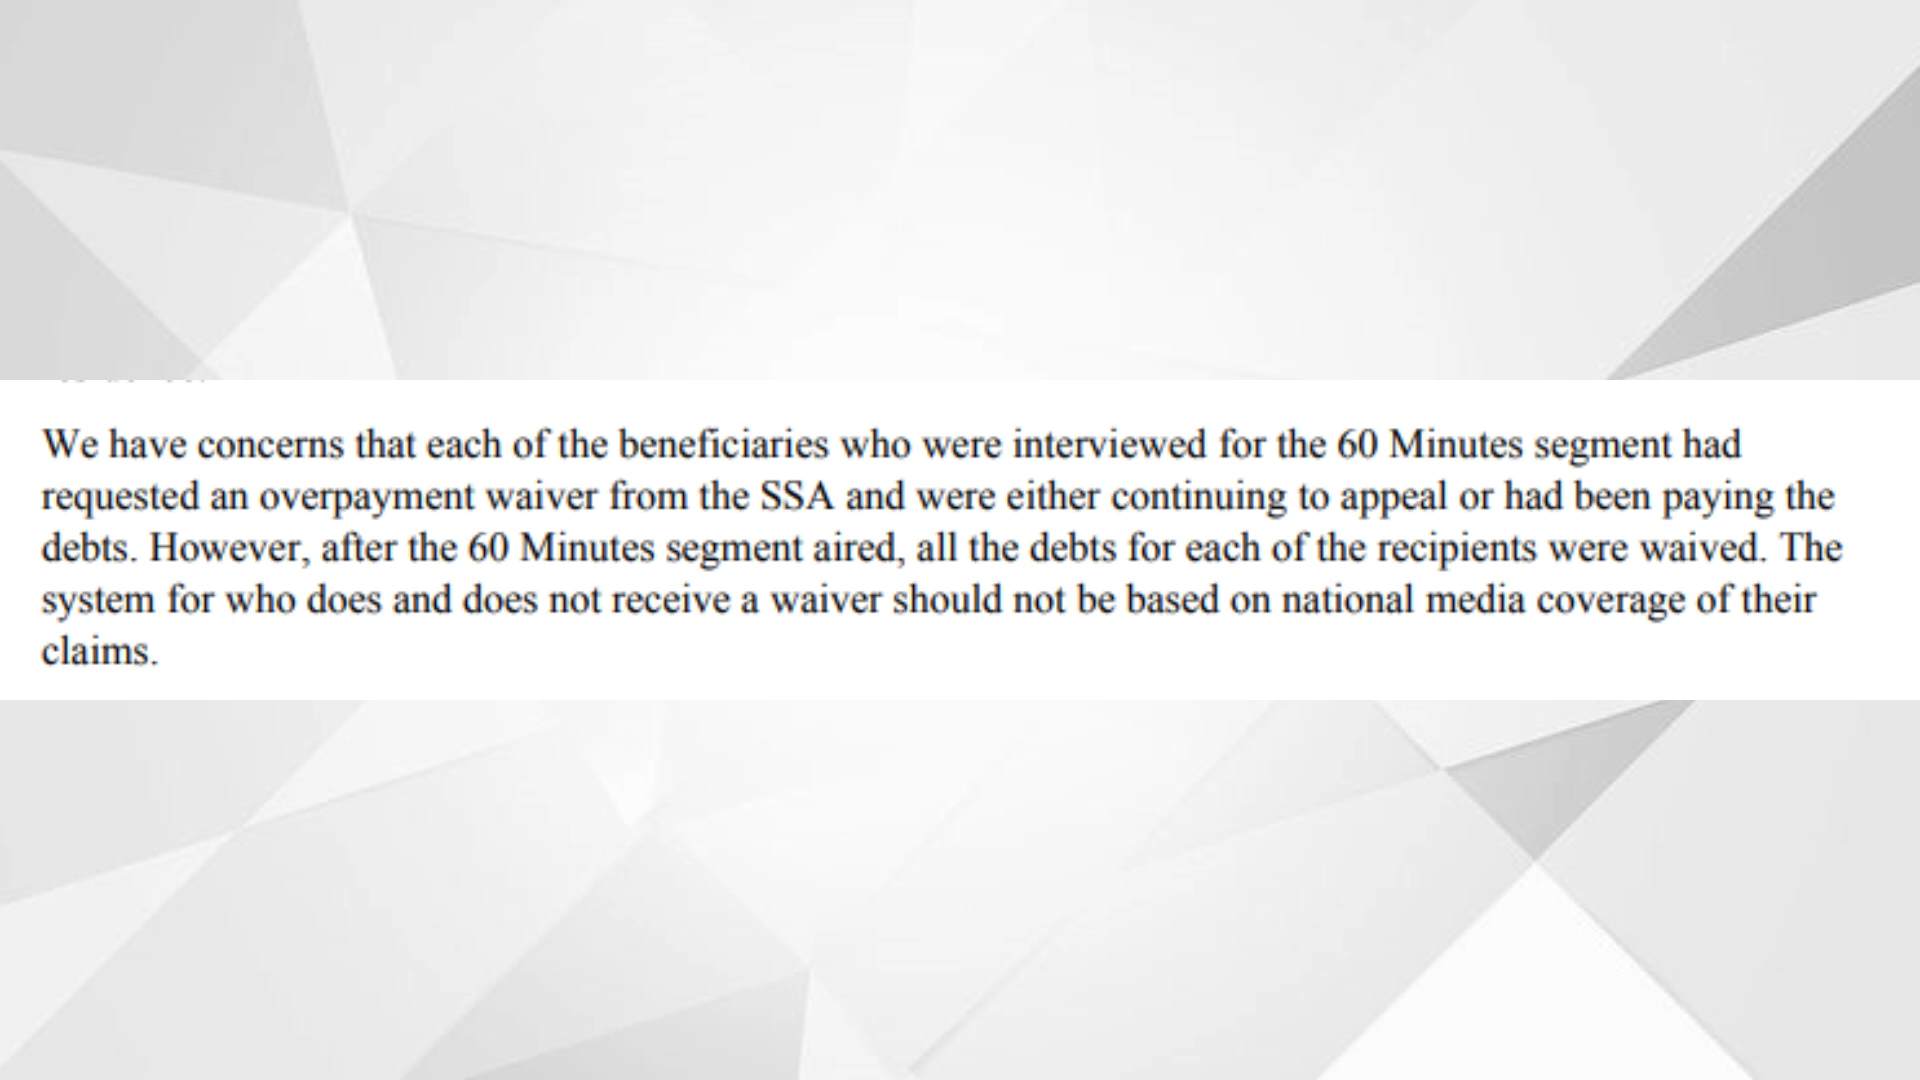 We have concerns that each of the beneficiaries who were interviewed for the 60 Minutes segment had
requested an overpayment waiver from the SSA and were either continuing to appeal or had been paying the
debts. However, after the 60 Minutes segment aired, all the debts for each of the recipients were waived. The
system for who does and does not receive a waiver should not be based on national media coverage of their
claims.